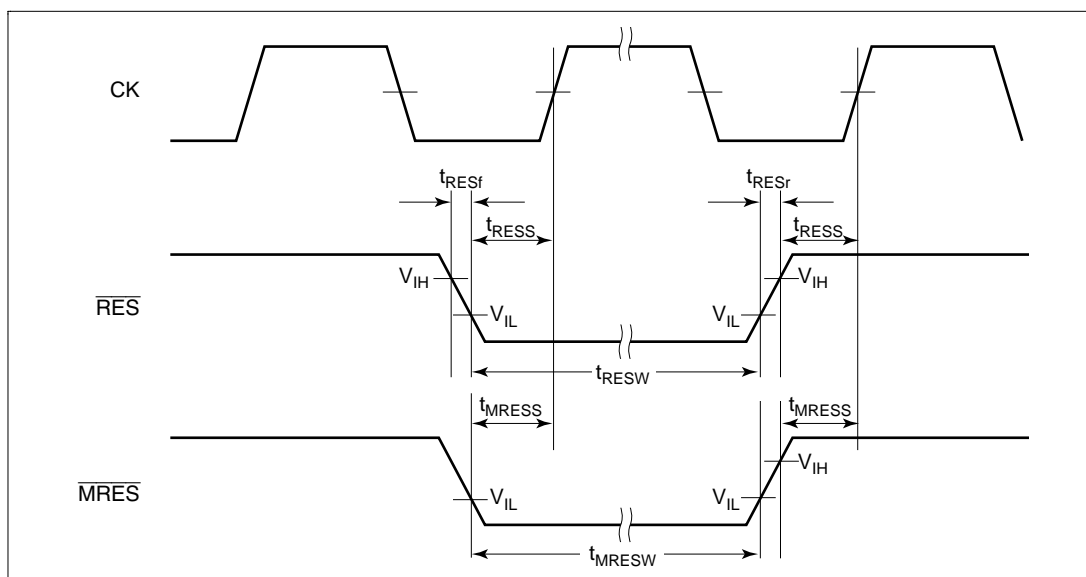 CK
tRESf
tRESr
tRESS
tRESS
VIH
VIH
RES
VIL
VIL
tRESW
tMRESS
tMRESS
VIH
MRES
VIL
VIL
tMRESW